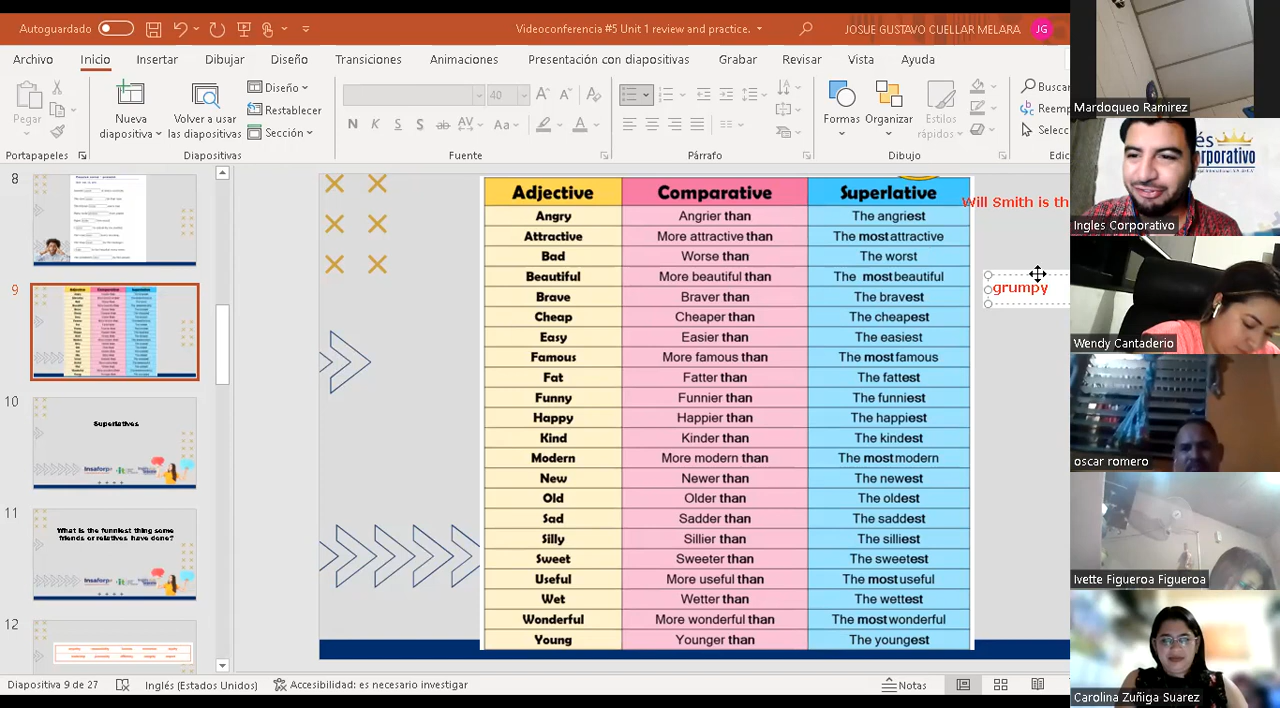 Autoguardado
Videoconferencia #5 Unit 1 review and practice.
JOSUE GUSTAVO CUELLAR MELARA
JG
Archivo Inicio Insertar Dibujar Diseño Transiciones Animaciones Presentación con diapositivas Grabar Revisar Vista Ayuda
Pegar
Nueva diapositiva
Volver a usar las diapositivas
Diseño
Restablecer
Sección
40
N K S S ab AV Aa A
Formas
Organizar
Estilos rápidos
Buscar
Portapapeles
Diapositivas
Fuente
Párrafo
Dibujo
8
9
10
Superlatives
11
What is the funniest thing some
friends or relatives have done?
12
Adjective Comparative Superlative
Angry Angrier than The angriest
Attractive More attractive than The most attractive
Bad Worse than The worst
Beautiful More beautiful than The most beautiful
Brave Braver than The bravest
Cheap Cheaper than The cheapest
Easy Easier than The easiest
Famous More famous than The most famous
Fat Fatter than The fattest
Funny Funnier than The funniest
Happy Happier than The happiest
Kind Kinder than The kindest
Modern More modern than The most modern
New Newer than The newest
Old Older than The oldest
Sad Sadder than The saddest
Silly Sillier than The silliest
Sweet Sweeter than The sweetest
Useful More useful than The most useful
Wet Wetter than The wettest
Wonderful More wonderful than The most wonderful
Young Younger than The youngest
Will Smith is th
grumpy
Mardoqueo Ramirez
Ingles Corporativo
Wendy Cantaderio
oscar romero
Ivette Figueroa Figueroa
Carolina Zuñiga Suarez
Diapositiva 9 de 27
Inglés (Estados Unidos)
Accesibilidad: es necesario investigar
Notas